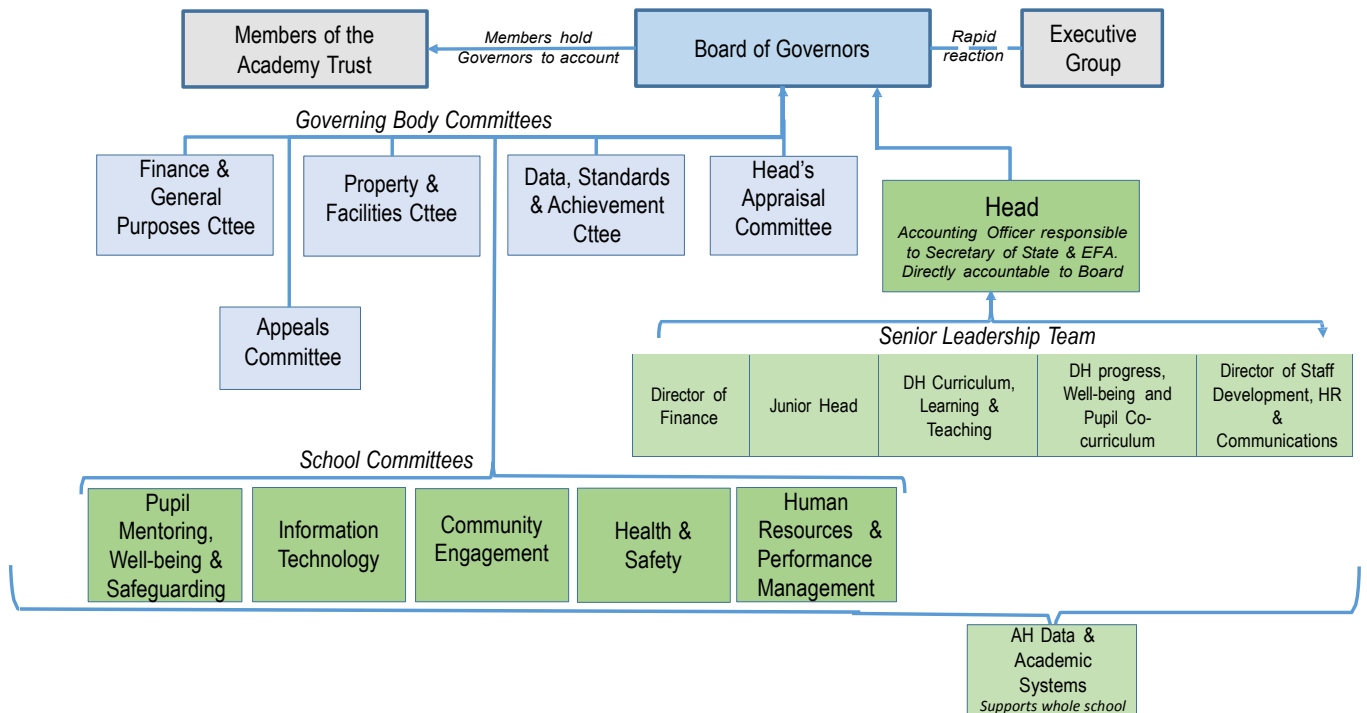 Members of the
Academy Trust
Members hold
Governors to account
Board of Governors
Rapid
reaction
Executive
Group
Governing Body Committees
Finance &
General
Purposes Cttee
Property &
Facilities Cttee
Data, Standards
& Achievement
Cttee
Head's
Appraisal
Committee
Head
Accounting Officer responsible
to Secretary of State & EFA.
Directly accountable to Board
Appeals
Committee
Senior Leadership Team
Director of
Finance
Junior Head
DH Curriculum,
Learning &
Teaching
DH progress,
Well-being and
Pupil Co-
curriculum
Director of Staff
Development, HR
&
Communications
School Committees
Pupil
Mentoring,
Well-being &
Safeguarding
Information
Technology
Community
Engagement
Health &
Safety
Human
Resources &
Performance
Management
AH Data &
Academic
Systems
Supports whole school